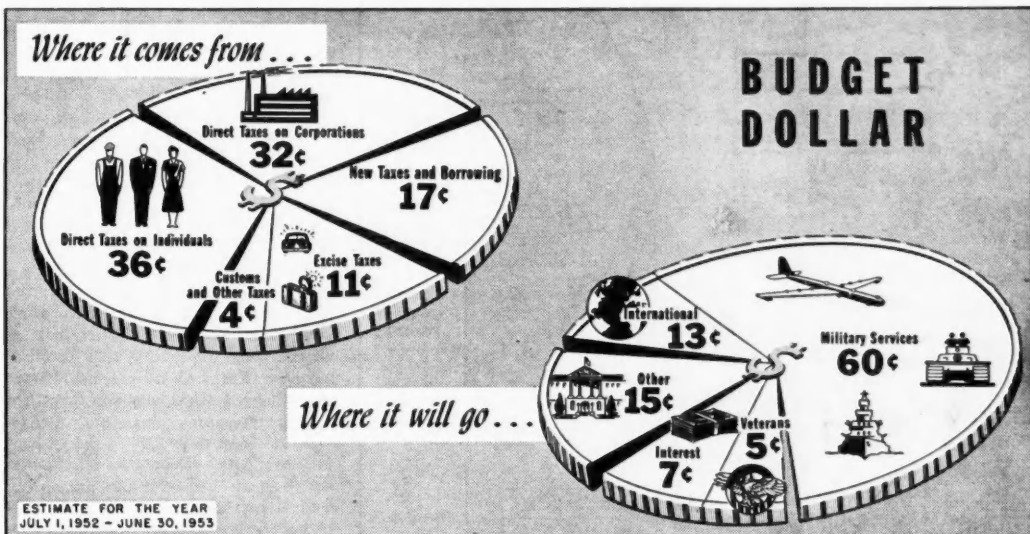 Where it comes from . . .
BUDGET
DOLLAR
Direct Taxes on Corporations
32¢
New Taxes and Borrowing
17¢
Direct Taxes on Individuals
36¢
Excise Taxes
11¢
Customs
and Other Taxes
4¢
$
Where it will go . . .
International
13¢
Military Services
60¢
Other
15¢
Veterans
5¢
Interest
7¢
$
ESTIMATE FOR THE YEAR
JULY 1, 1952 – JUNE 30, 1953